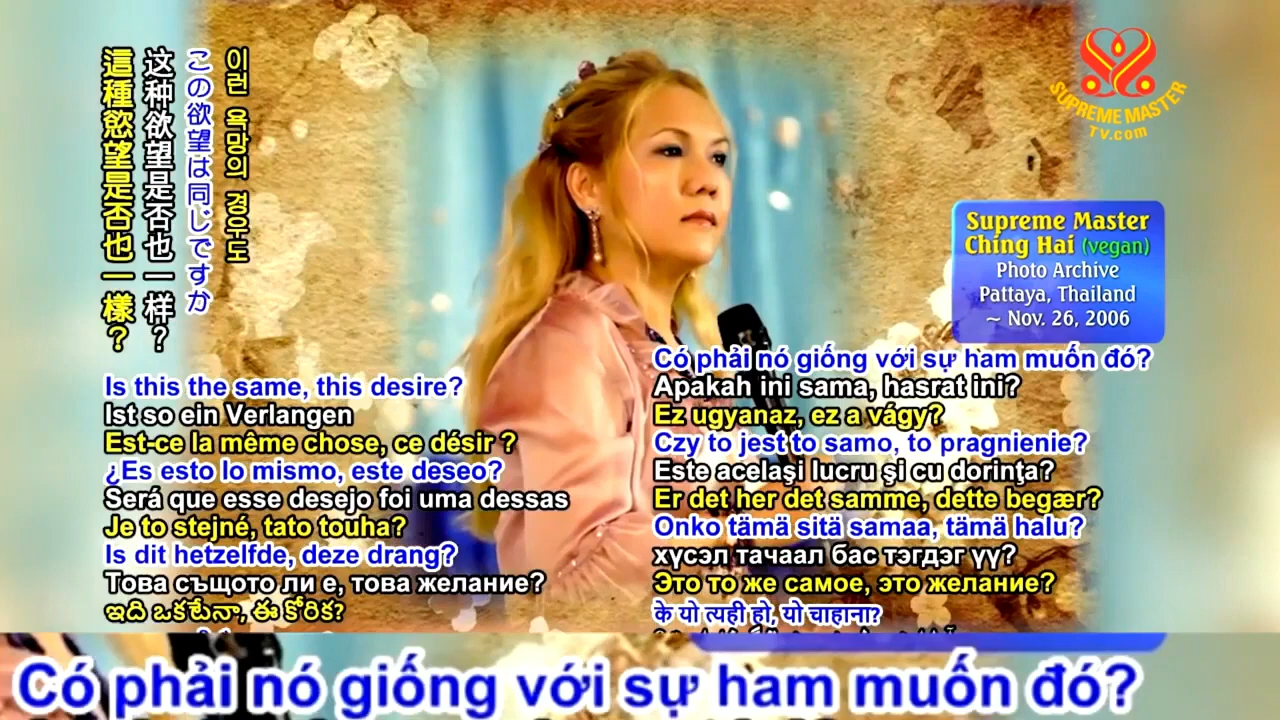 이런 욕망의 경우도
この欲望は同じですか
这种欲望是否也一样？
這種慾望是否也一樣？
SUPREME MASTER
TV.com
Supreme Master
Ching Hai (vegan)
Photo Archive
Pattaya, Thailand
~ Nov. 26, 2006
Is this the same, this desire?
Ist so ein Verlangen
Est-ce la même chose, ce désir ?
¿Es esto lo mismo, este deseo?
Será que esse desejo foi uma dessas
Je to stejné, tato touha?
Is dit hetzelfde, deze drang?
Това същото ли е, това желание?
ఇది ఒకటేనా, ఈ కోరిక?
Có phải nó giống với sự ham muốn đó?
Apakah ini sama, hasrat ini?
Ez ugyanaz, ez a vágy?
Czy to jest to samo, to pragnienie?
Este acelaşi lucru şi cu dorinţa?
Er det her det samme, dette begær?
Onko tämä sitä samaa, tämä halu?
хүсэл тачаал бас тэгдэг үү?
Это то же самое, это желание?
के यो त्यही हो, यो चाहाना?
Có phải nó giống với sự ham muốn đó?